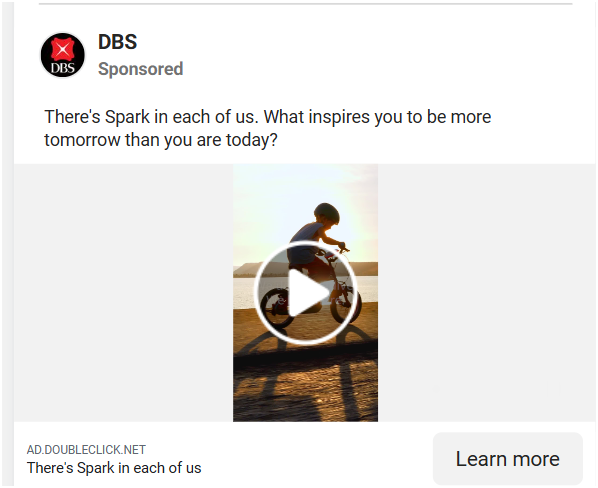 DBS
DBS
Sponsored
There's Spark in each of us. What inspires you to be more
tomorrow than you are today?
AD.DOUBLECLICK.NET
There's Spark in each of us
Learn more